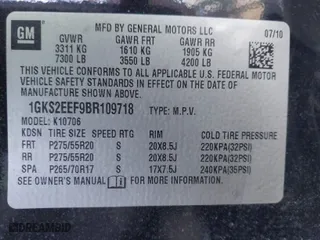 GM
MFD BY GENERAL MOTORS LLC
07/10
GVWR GAWR FRT GAWR RR
3311 KG 1610 KG 1905 KG
7300 LB 3550 LB 4200 LB
THIS VEHICLE CONFORMS TO ALL APPLICABLE U.S. FEDERAL
MOTOR VEHICLE SAFETY STANDARDS IN EFFECT ON THE DATE
OF MANUFACTURE SHOWN ABOVE.
1GKS2EEF9BR109718 TYPE: M.P.V.
MODEL: K10706
KDSN TIRE SIZE SPEED RTG RIM COLD TIRE PRESSURE
FRT P275/55R20 S 20X8.5J 220KPA(32PSI)
RR P275/55R20 S 20X8.5J 220KPA(32PSI)
SPA P265/70R17 S 17X7.5J 240KPA(35PSI)
SEE OWNER'S MANUAL FOR ADDITIONAL INFORMATION.